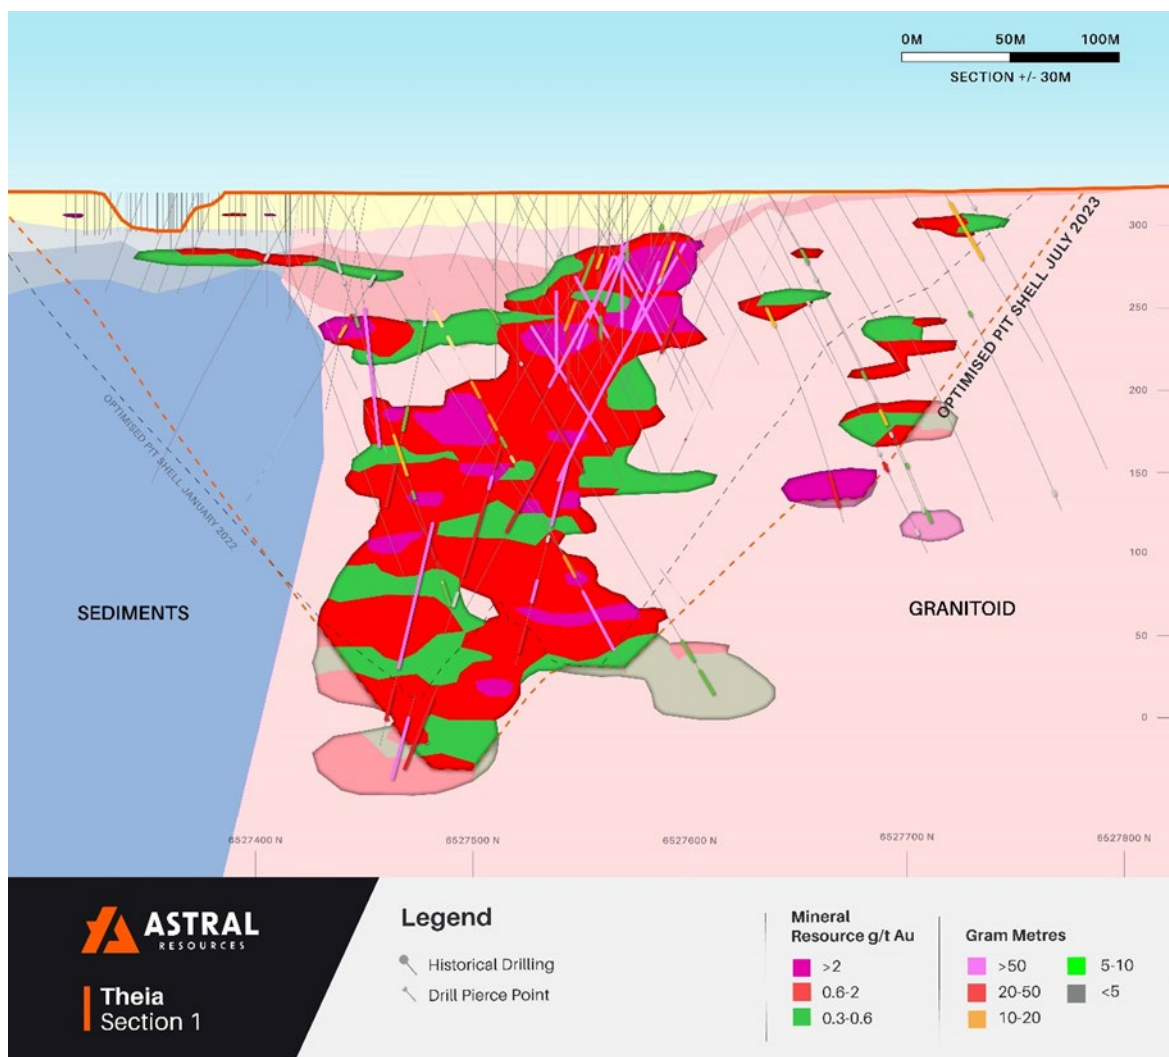 0M 50M 100M
SECTION +/- 30M
300
OPTIMISED PIT SHELL JULY 2023
250
200
OPTIMISED PIT SHELL JANUARY 2022
150
100
SEDIMENTS
GRANITOID
50
0
6527400 N 6527500 N 6527600 N 6527700 N 6527800 N
ASTRAL
RESOURCES
Theia
Section 1
Legend
Historical Drilling
Drill Pierce Point
Mineral
Resource g/t Au
>2
0.6-2
0.3-0.6
Gram Metres
>50
20-50
10-20
5-10
<5